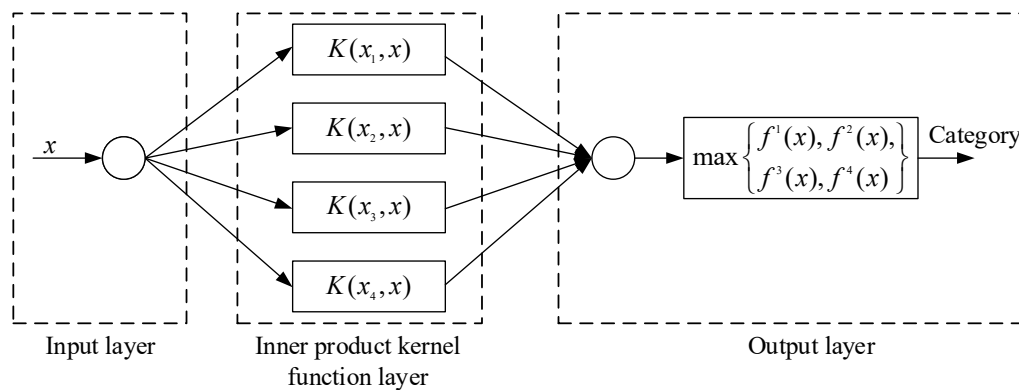 x
K(x₁,x)
K(x₂,x)
K(x₃,x)
K(x₄,x)
max{f¹(x), f²(x),
f³(x), f⁴(x)}
Category
Input layer
Inner product kernel
function layer
Output layer